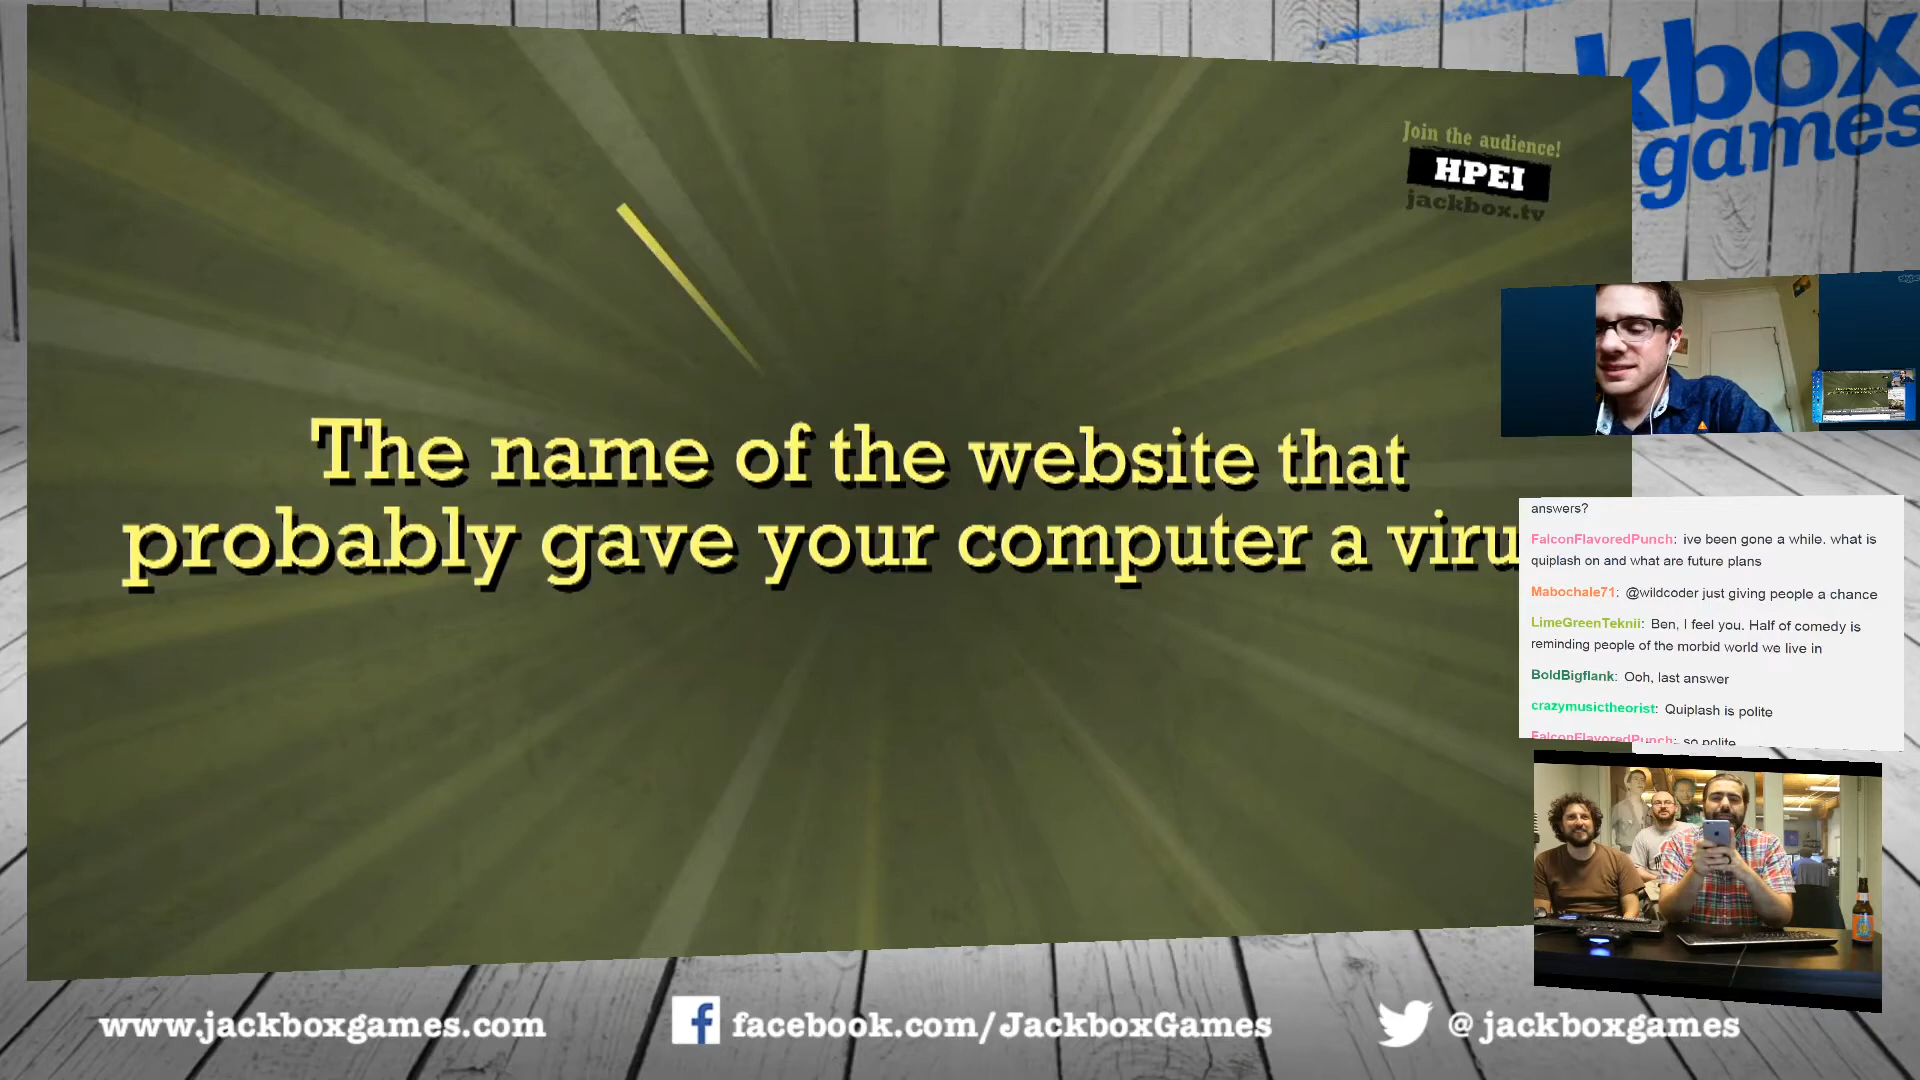 kbox
games
Join the audience!
HPEI
jackbox.tv
The name of the website that
probably gave your computer a viru
answers?
FalconFlavoredPunch: ive been gone a while. what is
quiplash on and what are future plans
Mabochale71: @wildcoder just giving people a chance
LimeGreenTeknii: Ben, I feel you. Half of comedy is
reminding people of the morbid world we live in
BoldBigflank: Ooh, last answer
crazymusictheorist: Quiplash is polite
FalconFlavoredPunch: so polite
www.jackboxgames.com
facebook.com/JackboxGames
@jackboxgames